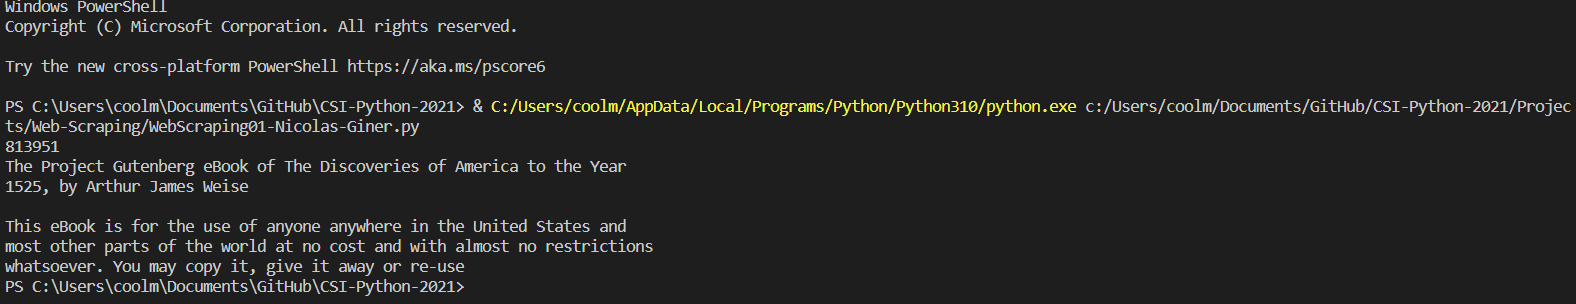 Windows PowerShell
Copyright (C) Microsoft Corporation. All rights reserved.
Try the new cross-platform PowerShell https://aka.ms/pscore6
PS C:\Users\coolm\Documents\GitHub\CSI-Python-2021> & C:/Users/coolm/AppData/Local/Programs/Python/Python310/python.exe c:/Users/coolm/Documents/GitHub/CSI-Python-2021/Projec
ts/Web-Scraping/WebScraping01-Nicolas-Giner.py
813951
The Project Gutenberg eBook of The Discoveries of America to the Year
1525, by Arthur James Weise
This eBook is for the use of anyone anywhere in the United States and
most other parts of the world at no cost and with almost no restrictions
whatsoever. You may copy it, give it away or re-use
PS C:\Users\coolm\Documents\GitHub\CSI-Python-2021>